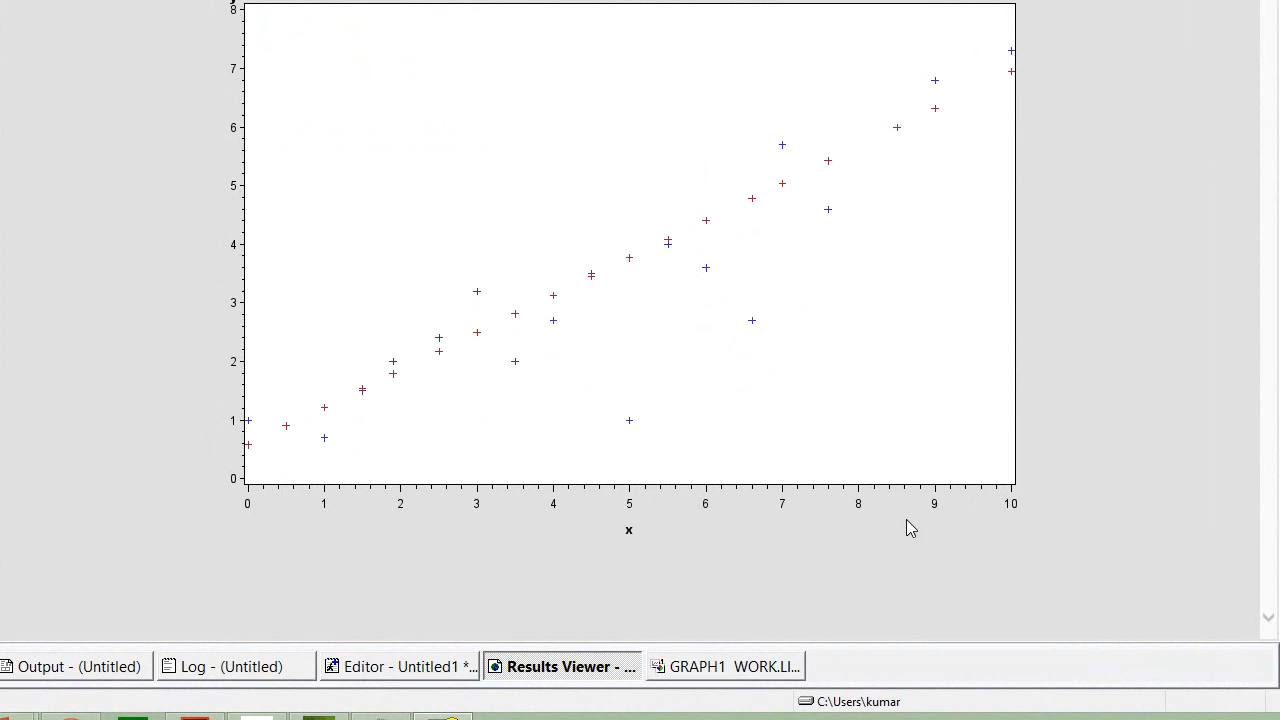 8
7
6
5
4
3
2
1
0
0 1 2 3 4 5 6 7 8 9 10
x
Output - (Untitled) Log - (Untitled) Editor - Untitled1 *... Results Viewer - ... GRAPH1 WORK.LI...
C:\Users\kumar